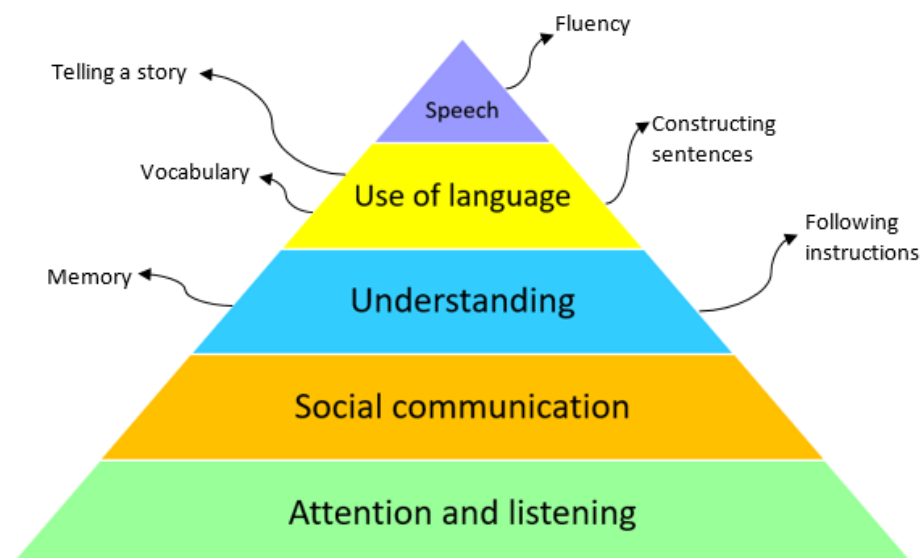 Fluency
Telling a story
Speech
Constructing
sentences
Vocabulary
Use of language
Following
instructions
Memory
Understanding
Social communication
Attention and listening